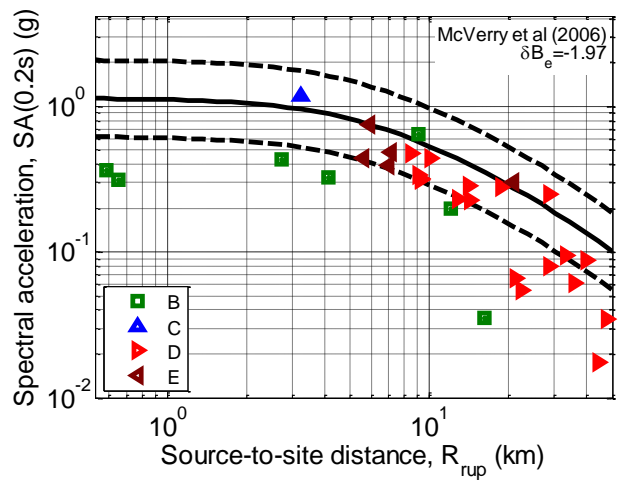 McVerry et al (2006)
δB_e=-1.97
Spectral acceleration, SA(0.2s) (g)
10^0
10^-1
10^-2
B
C
D
E
10^0
10^1
Source-to-site distance, R_rup (km)